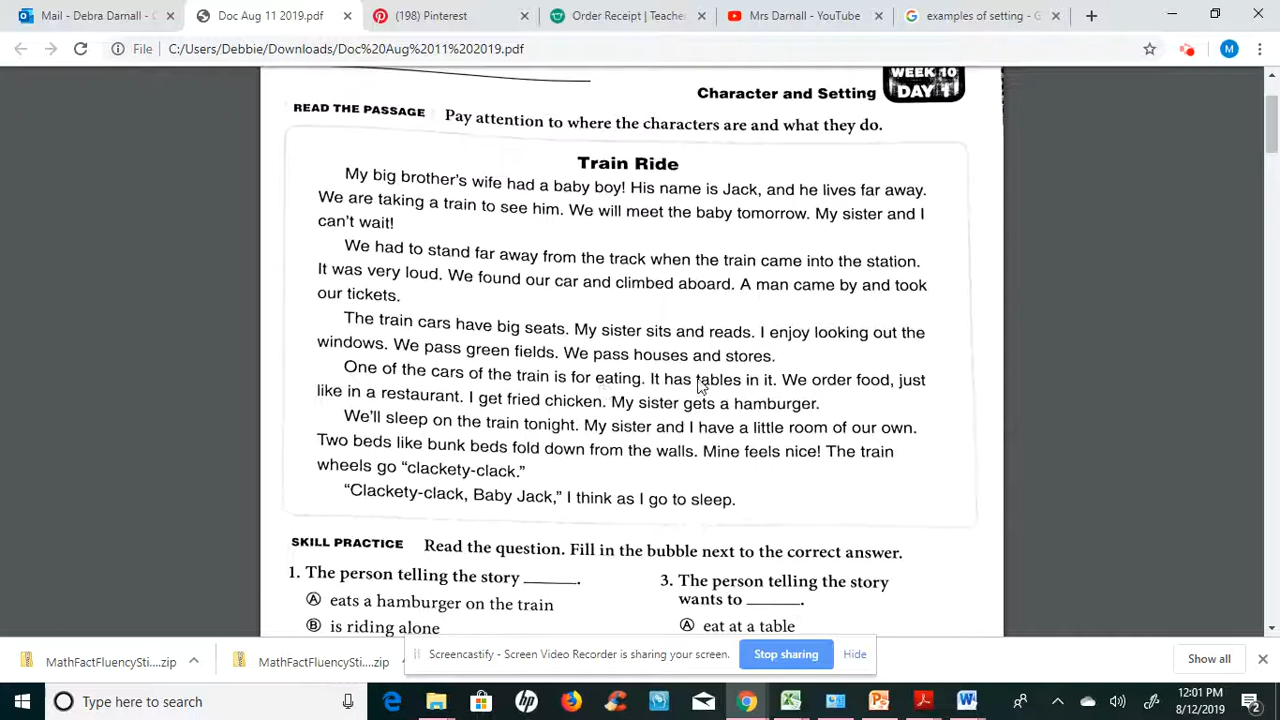 Mail - Debra Darnall - C
Doc Aug 11 2019.pdf
(198) Pinterest
Order Receipt | Teache
Mrs Darnall - YouTube
examples of setting - G
File
C:/Users/Debbie/Downloads/Doc%20Aug%2011%202019.pdf
M
WEEK 10
DAY 1
Character and Setting
READ THE PASSAGE Pay attention to where the characters are and what they do.
Train Ride
My big brother's wife had a baby boy! His name is Jack, and he lives far away.
We are taking a train to see him. We will meet the baby tomorrow. My sister and I
can't wait!
We had to stand far away from the track when the train came into the station.
It was very loud. We found our car and climbed aboard. A man came by and took
our tickets.
The train cars have big seats. My sister sits and reads. I enjoy looking out the
windows. We pass green fields. We pass houses and stores.
One of the cars of the train is for eating. It has tables in it. We order food, just
like in a restaurant. I get fried chicken. My sister gets a hamburger.
We'll sleep on the train tonight. My sister and I have a little room of our own.
Two beds like bunk beds fold down from the walls. Mine feels nice! The train
wheels go "clackety-clack."
"Clackety-clack, Baby Jack," I think as I go to sleep.
SKILL PRACTICE Read the question. Fill in the bubble next to the correct answer.
1. The person telling the story ______.
A eats a hamburger on the train
B is riding alone
3. The person telling the story
wants to ______.
A eat at a table
Screencastify - Screen Video Recorder is sharing your screen.
Stop sharing
Hide
MathFactFluencySti....zip
MathFactFluencySti....zip
Show all
Type here to search
12:01 PM
8/12/2019
2